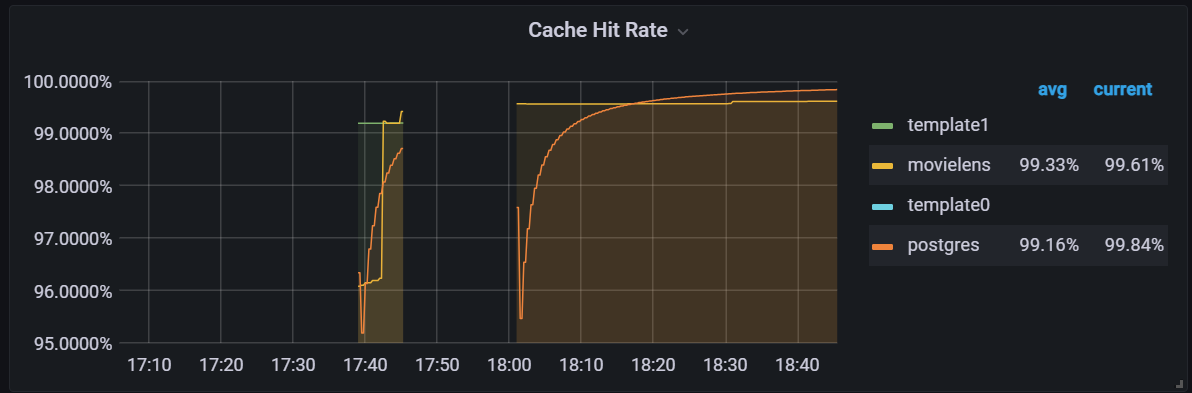 Cache Hit Rate
100.0000%
99.0000%
98.0000%
97.0000%
96.0000%
95.0000%
17:10 17:20 17:30 17:40 17:50 18:00 18:10 18:20 18:30 18:40
avg current
template1
movielens 99.33% 99.61%
template0
postgres 99.16% 99.84%